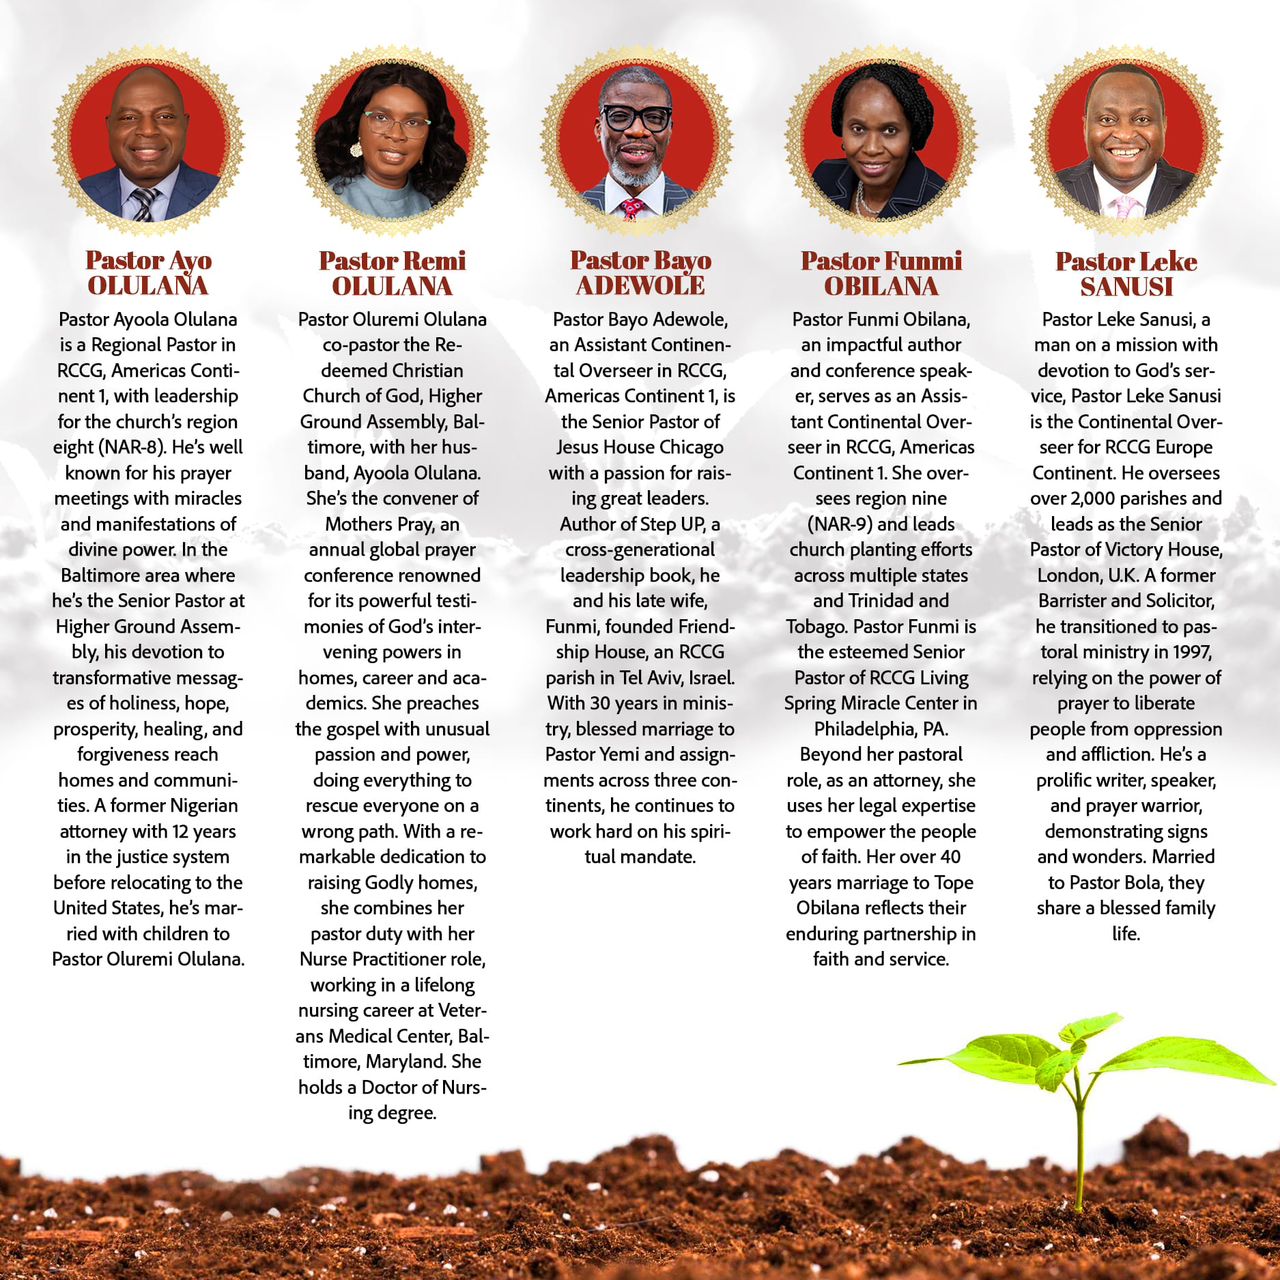 Pastor Ayo
OLULANA
Pastor Ayoola Olulana
is a Regional Pastor in
RCCG, Americas Conti-
nent 1, with leadership
for the church's region
eight (NAR-8). He's well
known for his prayer
meetings with miracles
and manifestations of
divine power. In the
Baltimore area where
he's the Senior Pastor at
Higher Ground Assem-
bly, his devotion to
transformative messag-
es of holiness, hope,
prosperity, healing, and
forgiveness reach
homes and communi-
ties. A former Nigerian
attorney with 12 years
in the justice system
before relocating to the
United States, he's mar-
ried with children to
Pastor Oluremi Olulana.
Pastor Remi
OLULANA
Pastor Oluremi Olulana
co-pastor the Re-
deemed Christian
Church of God, Higher
Ground Assembly, Bal-
timore, with her hus-
band, Ayoola Olulana.
She's the convener of
Mothers Pray, an
annual global prayer
conference renowned
for its powerful testi-
monies of God's inter-
vening powers in
homes, career and aca-
demics. She preaches
the gospel with unusual
passion and power,
doing everything to
rescue everyone on a
wrong path. With a re-
markable dedication to
raising Godly homes,
she combines her
pastor duty with her
Nurse Practitioner role,
working in a lifelong
nursing career at Veter-
ans Medical Center, Bal-
timore, Maryland. She
holds a Doctor of Nurs-
ing degree.
Pastor Bayo
ADEWOLE
Pastor Bayo Adewole,
an Assistant Continen-
tal Overseer in RCCG,
Americas Continent 1, is
the Senior Pastor of
Jesus House Chicago
with a passion for rais-
ing great leaders.
Author of Step UP, a
cross-generational
leadership book, he
and his late wife,
Funmi, founded Friend-
ship House, an RCCG
parish in Tel Aviv, Israel.
With 30 years in minis-
try, blessed marriage to
Pastor Yemi and assign-
ments across three con-
tinents, he continues to
work hard on his spiri-
tual mandate.
Pastor Funmi
OBILANA
Pastor Funmi Obilana,
an impactful author
and conference speak-
er, serves as an Assis-
tant Continental Over-
seer in RCCG, Americas
Continent 1. She over-
sees region nine
(NAR-9) and leads
church planting efforts
across multiple states
and Trinidad and
Tobago. Pastor Funmi is
the esteemed Senior
Pastor of RCCG Living
Spring Miracle Center in
Philadelphia, PA.
Beyond her pastoral
role, as an attorney, she
uses her legal expertise
to empower the people
of faith. Her over 40
years marriage to Tope
Obilana reflects their
enduring partnership in
faith and service.
Pastor Leke
SANUSI
Pastor Leke Sanusi, a
man on a mission with
devotion to God's ser-
vice, Pastor Leke Sanusi
is the Continental Over-
seer for RCCG Europe
Continent. He oversees
over 2,000 parishes and
leads as the Senior
Pastor of Victory House,
London, U.K. A former
Barrister and Solicitor,
he transitioned to pas-
toral ministry in 1997,
relying on the power of
prayer to liberate
people from oppression
and affliction. He's a
prolific writer, speaker,
and prayer warrior,
demonstrating signs
and wonders. Married
to Pastor Bola, they
share a blessed family
life.